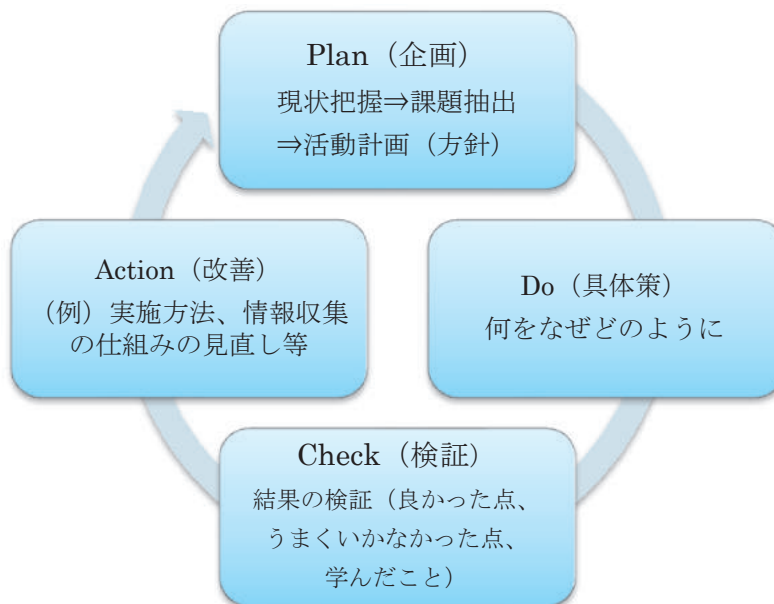 Plan（企画）
現状把握⇒課題抽出
⇒活動計画（方針）
Do（具体策）
何をなぜどのように
Check（検証）
結果の検証（良かった点、
うまくいかなかった点、
学んだこと）
Action（改善）
（例）実施方法、情報収集
の仕組みの見直し等